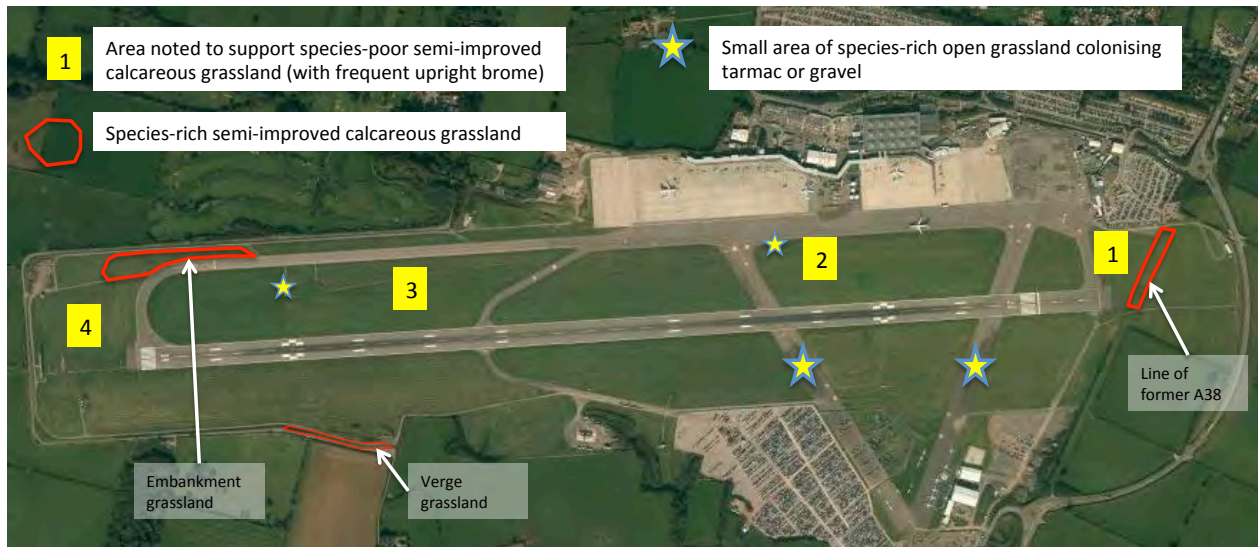 1
Area noted to support species-poor semi-improved
calcareous grassland (with frequent upright brome)
Small area of species-rich open grassland colonising
tarmac or gravel
Species-rich semi-improved calcareous grassland
2
1
3
4
Line of
former A38
Embankment
grassland
Verge
grassland